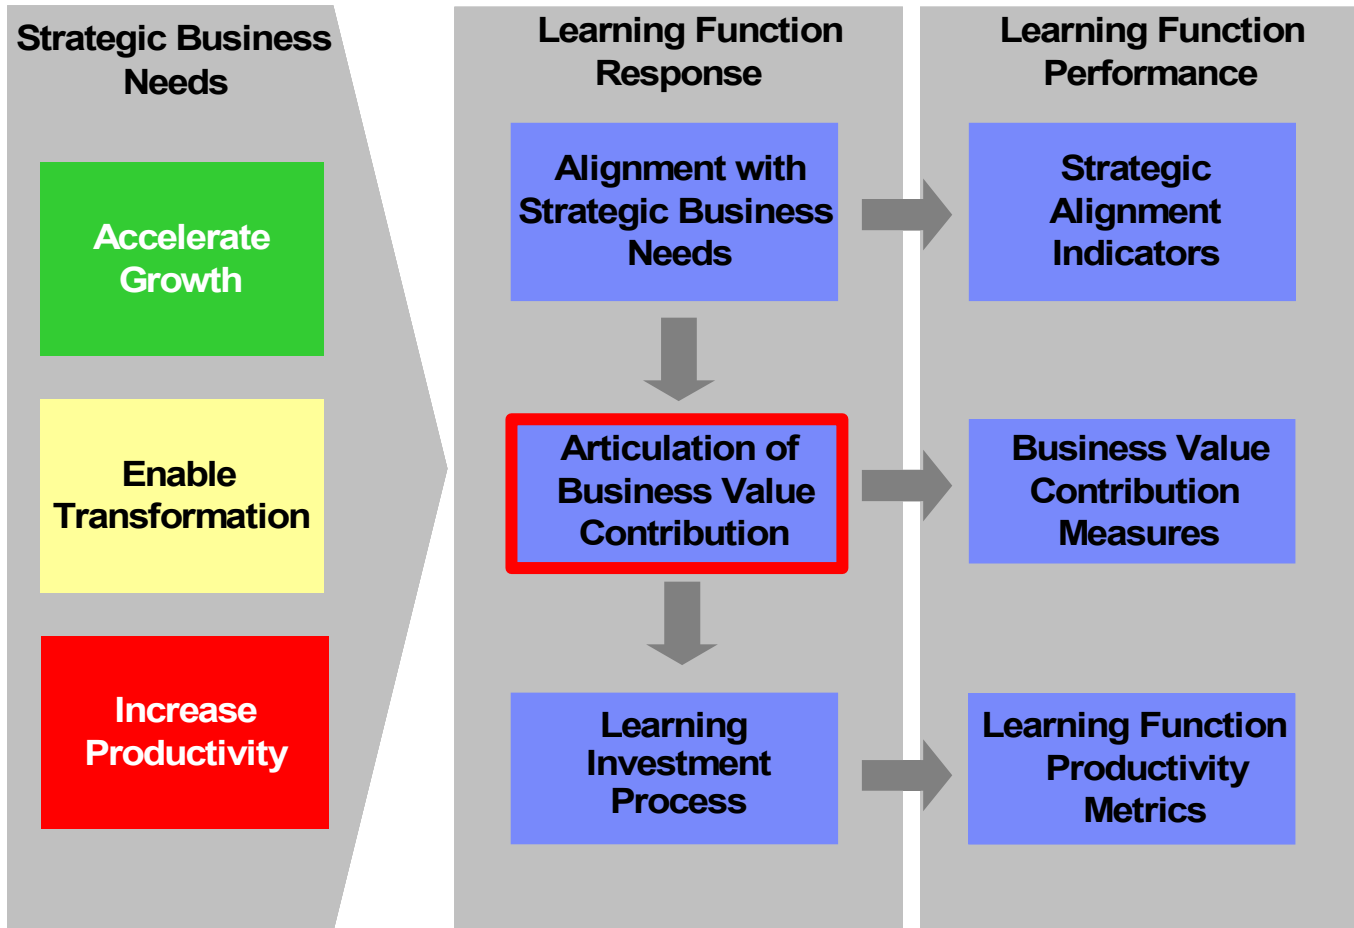 Strategic Business
Needs
Accelerate
Growth
Enable
Transformation
Increase
Productivity
Learning Function
Response
Alignment with
Strategic Business
Needs
Articulation of
Business Value
Contribution
Learning
Investment
Process
Learning Function
Performance
Strategic
Alignment
Indicators
Business Value
Contribution
Measures
Learning Function
Productivity
Metrics